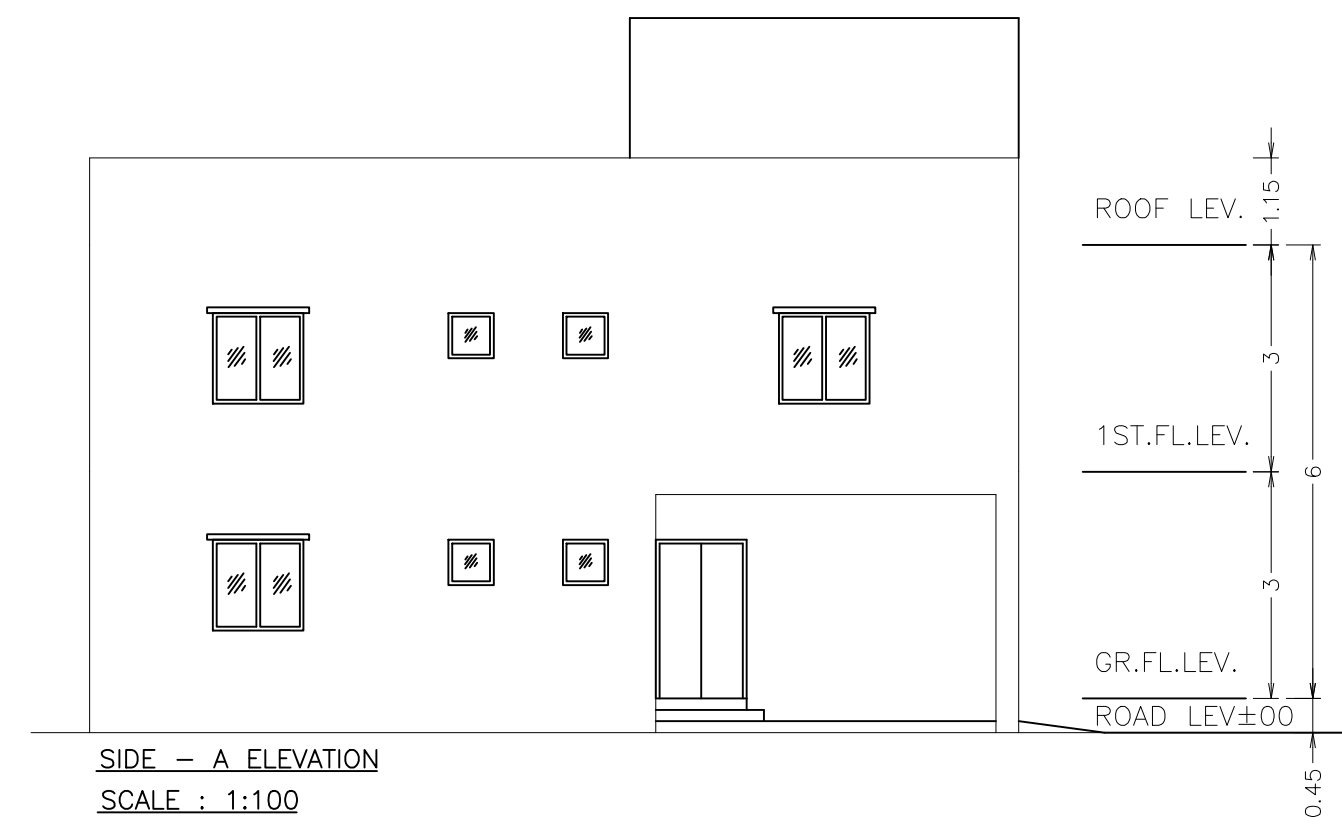 1.15
ROOF LEV.
3
1ST.FL.LEV.
6
3
GR.FL.LEV.
ROAD LEV±00
0.45
SIDE - A ELEVATION
SCALE : 1:100